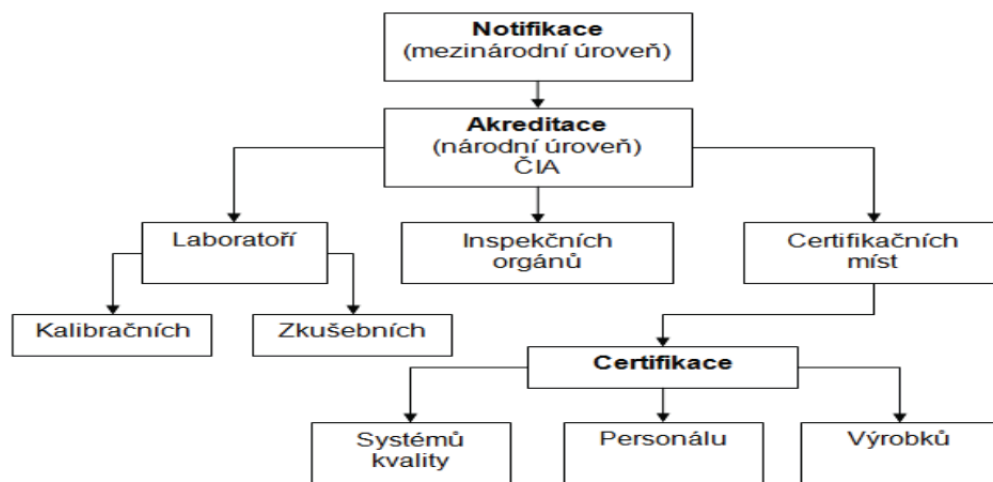 Notifikace
(mezinárodní úroveň)
Akreditace
(národní úroveň)
ČIA
Laboratoří
Inspekčních
orgánů
Certifikačních
míst
Kalibračních
Zkušebních
Certifikace
Systémů
kvality
Personálu
Výrobků